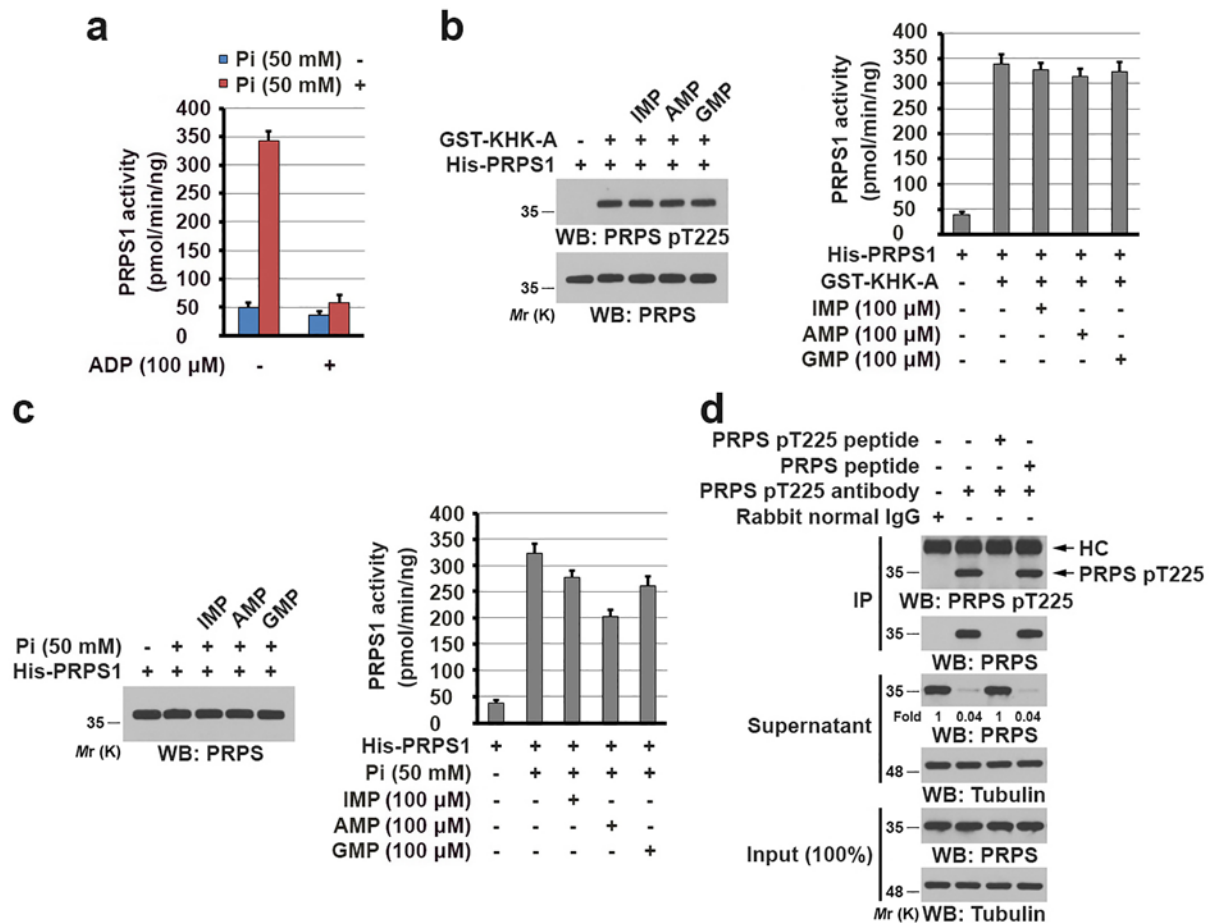 a
Pi (50 mM) -
Pi (50 mM) +
400
350
300
250
200
150
100
50
0
PRPS1 activity
(pmol/min/ng)
ADP (100 µM) - +
b
IMP AMP GMP
GST-KHK-A - + + + +
His-PRPS1 + + + + +
35
WB: PRPS pT225
35
Mr (K) WB: PRPS
400
350
300
250
200
150
100
50
0
PRPS1 activity
(pmol/min/ng)
His-PRPS1 + + + + +
GST-KHK-A - + + + +
IMP (100 µM) - - + - -
AMP (100 µM) - - - + -
GMP (100 µM) - - - - +
c
IMP AMP GMP
Pi (50 mM) - + + + +
His-PRPS1 + + + + +
35
Mr (K) WB: PRPS
400
350
300
250
200
150
100
50
0
PRPS1 activity
(pmol/min/ng)
His-PRPS1 + + + + +
Pi (50 mM) - + + + +
IMP (100 µM) - - + - -
AMP (100 µM) - - - + -
GMP (100 µM) - - - - +
d
PRPS pT225 peptide - - + -
PRPS peptide - - - +
PRPS pT225 antibody - + + +
Rabbit normal IgG + - - -
HC
35 PRPS pT225
IP
WB: PRPS pT225
35
WB: PRPS
35
Fold 1 0.04 1 0.04
Supernatant
WB: PRPS
48
WB: Tubulin
35
Input (100%)
WB: PRPS
48
Mr (K) WB: Tubulin